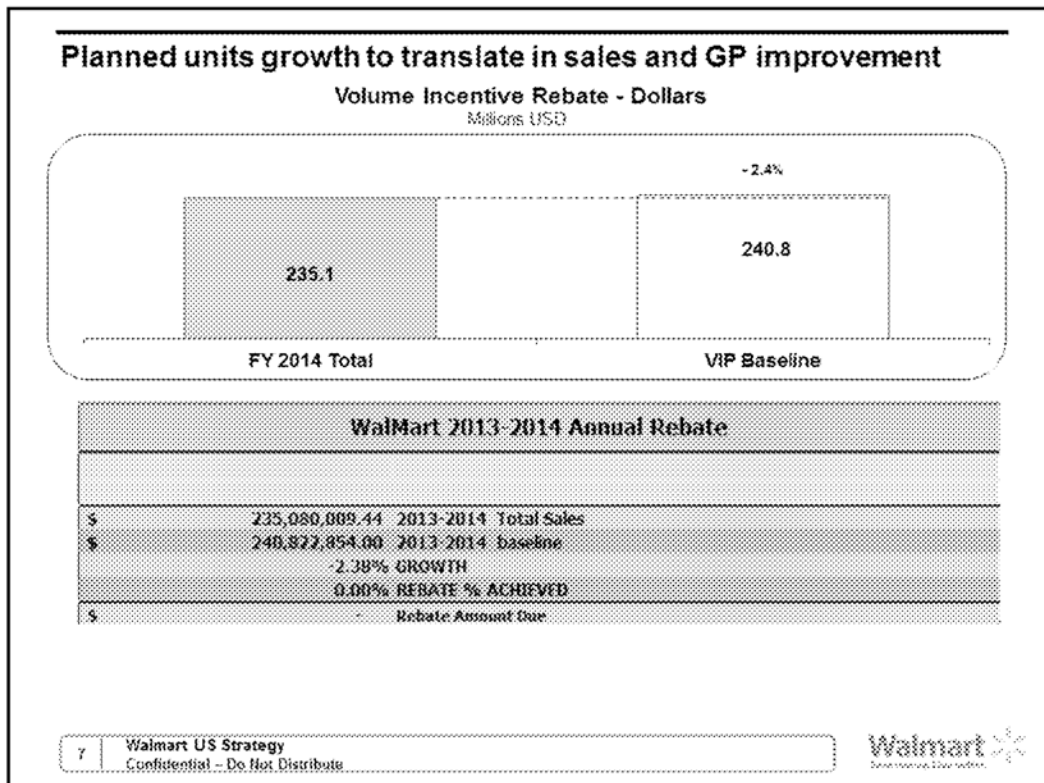 Planned units growth to translate in sales and GP improvement
Volume Incentive Rebate - Dollars
Millions USD
- 2.4%
235.1
240.8
FY 2014 Total VIP Baseline
WalMart 2013-2014 Annual Rebate
$ 235,080,009.44 2013-2014 Total Sales
$ 240,822,854.00 2013-2014 baseline
-2.38% GROWTH
0.00% REBATE % ACHIEVED
$ - Rebate Amount Due
7 Walmart US Strategy
Confidential – Do Not Distribute
Walmart